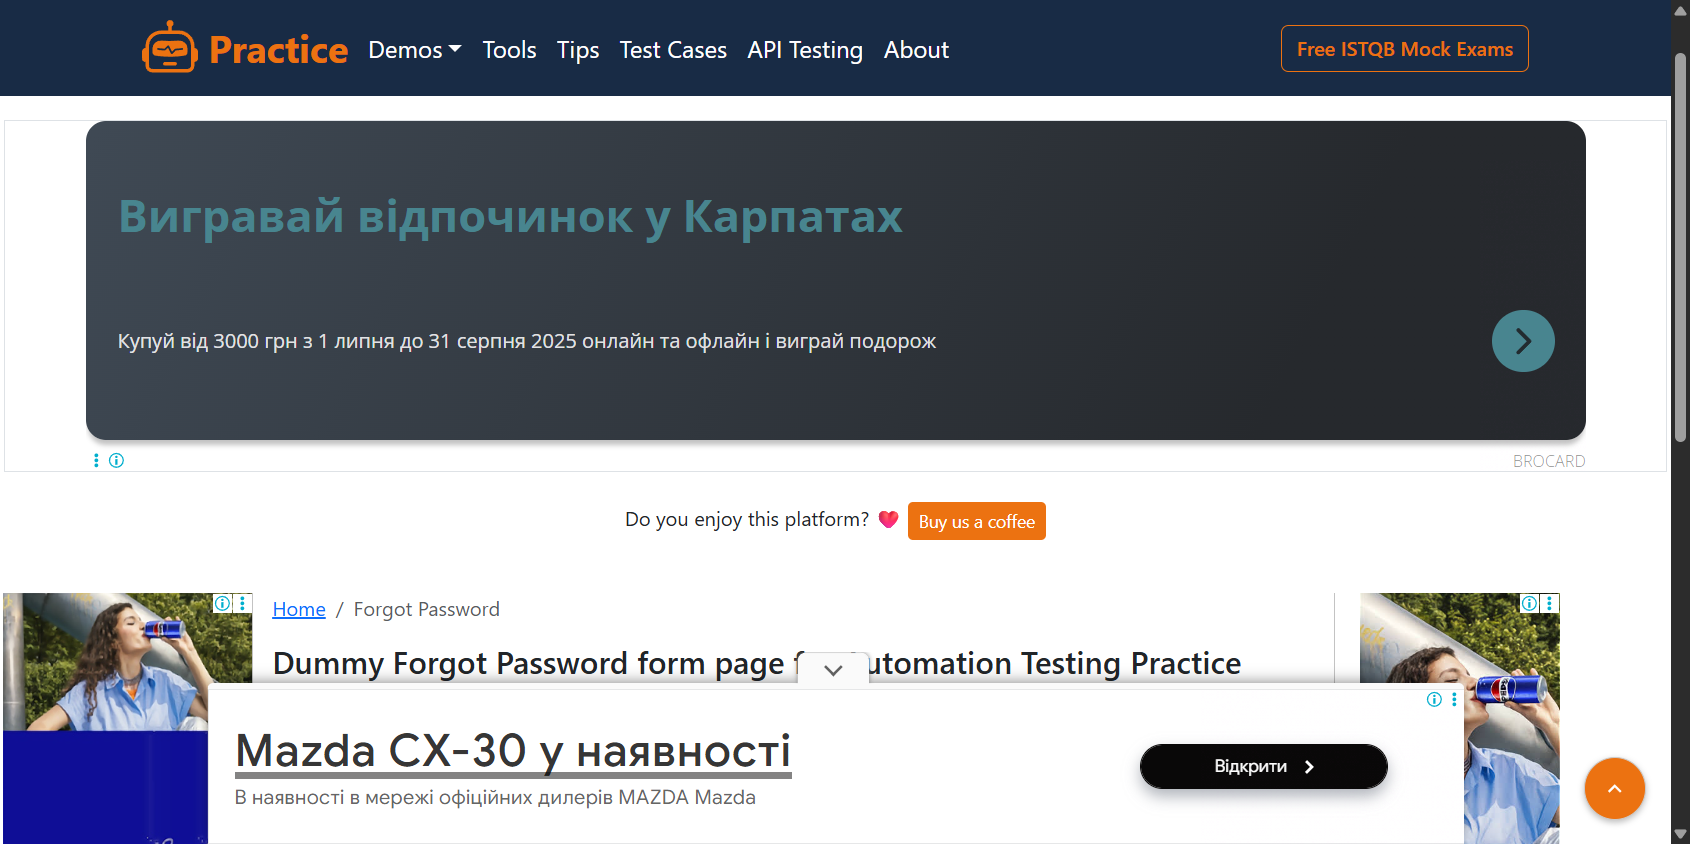 Practice Demos Tools Tips Test Cases API Testing About Free ISTQB Mock Exams
Вигравай відпочинок у Карпатах
Купуй від 3000 грн з 1 липня до 31 серпня 2025 онлайн та офлайн і виграй подорож
BROCARD
Do you enjoy this platform? Buy us a coffee
Home / Forgot Password
Dummy Forgot Password form page utomation Testing Practice
Mazda CX-30 у наявності
В наявності в мережі офіційних дилерів MAZDA Mazda
Відкрити